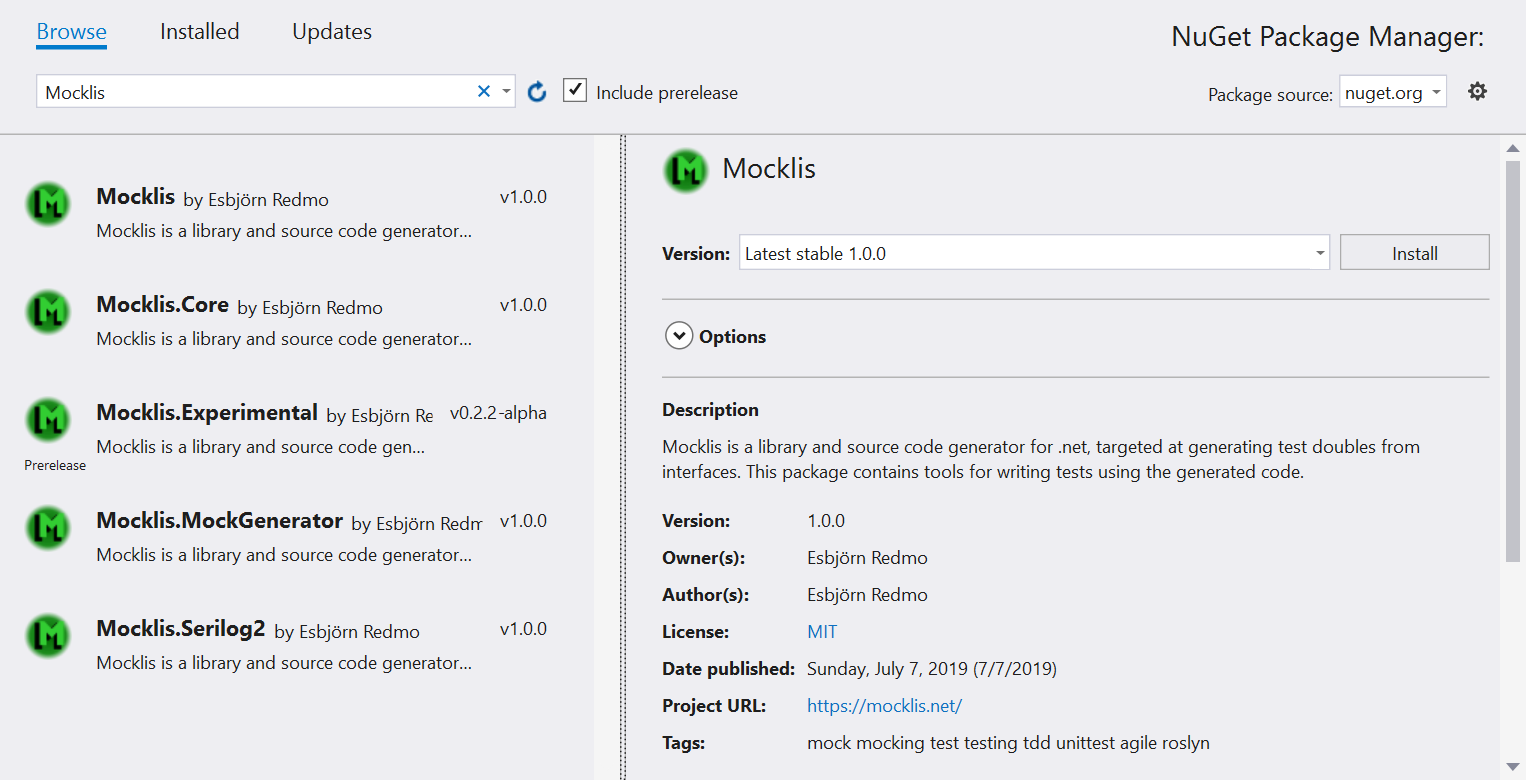 Browse Installed Updates
NuGet Package Manager:
Mocklis
Include prerelease
Package source: nuget.org
Mocklis by Esbjörn Redmo v1.0.0
Mocklis is a library and source code generator...
Mocklis.Core by Esbjörn Redmo v1.0.0
Mocklis is a library and source code generator...
Mocklis.Experimental by Esbjörn Re v0.2.2-alpha
Mocklis is a library and source code gen...
Prerelease
Mocklis.MockGenerator by Esbjörn Redm v1.0.0
Mocklis is a library and source code generator...
Mocklis.Serilog2 by Esbjörn Redmo v1.0.0
Mocklis is a library and source code generator...
Mocklis
Version: Latest stable 1.0.0 Install
Options
Description
Mocklis is a library and source code generator for .net, targeted at generating test doubles from
interfaces. This package contains tools for writing tests using the generated code.
Version: 1.0.0
Owner(s): Esbjörn Redmo
Author(s): Esbjörn Redmo
License: MIT
Date published: Sunday, July 7, 2019 (7/7/2019)
Project URL: https://mocklis.net/
Tags: mock mocking test testing tdd unittest agile roslyn